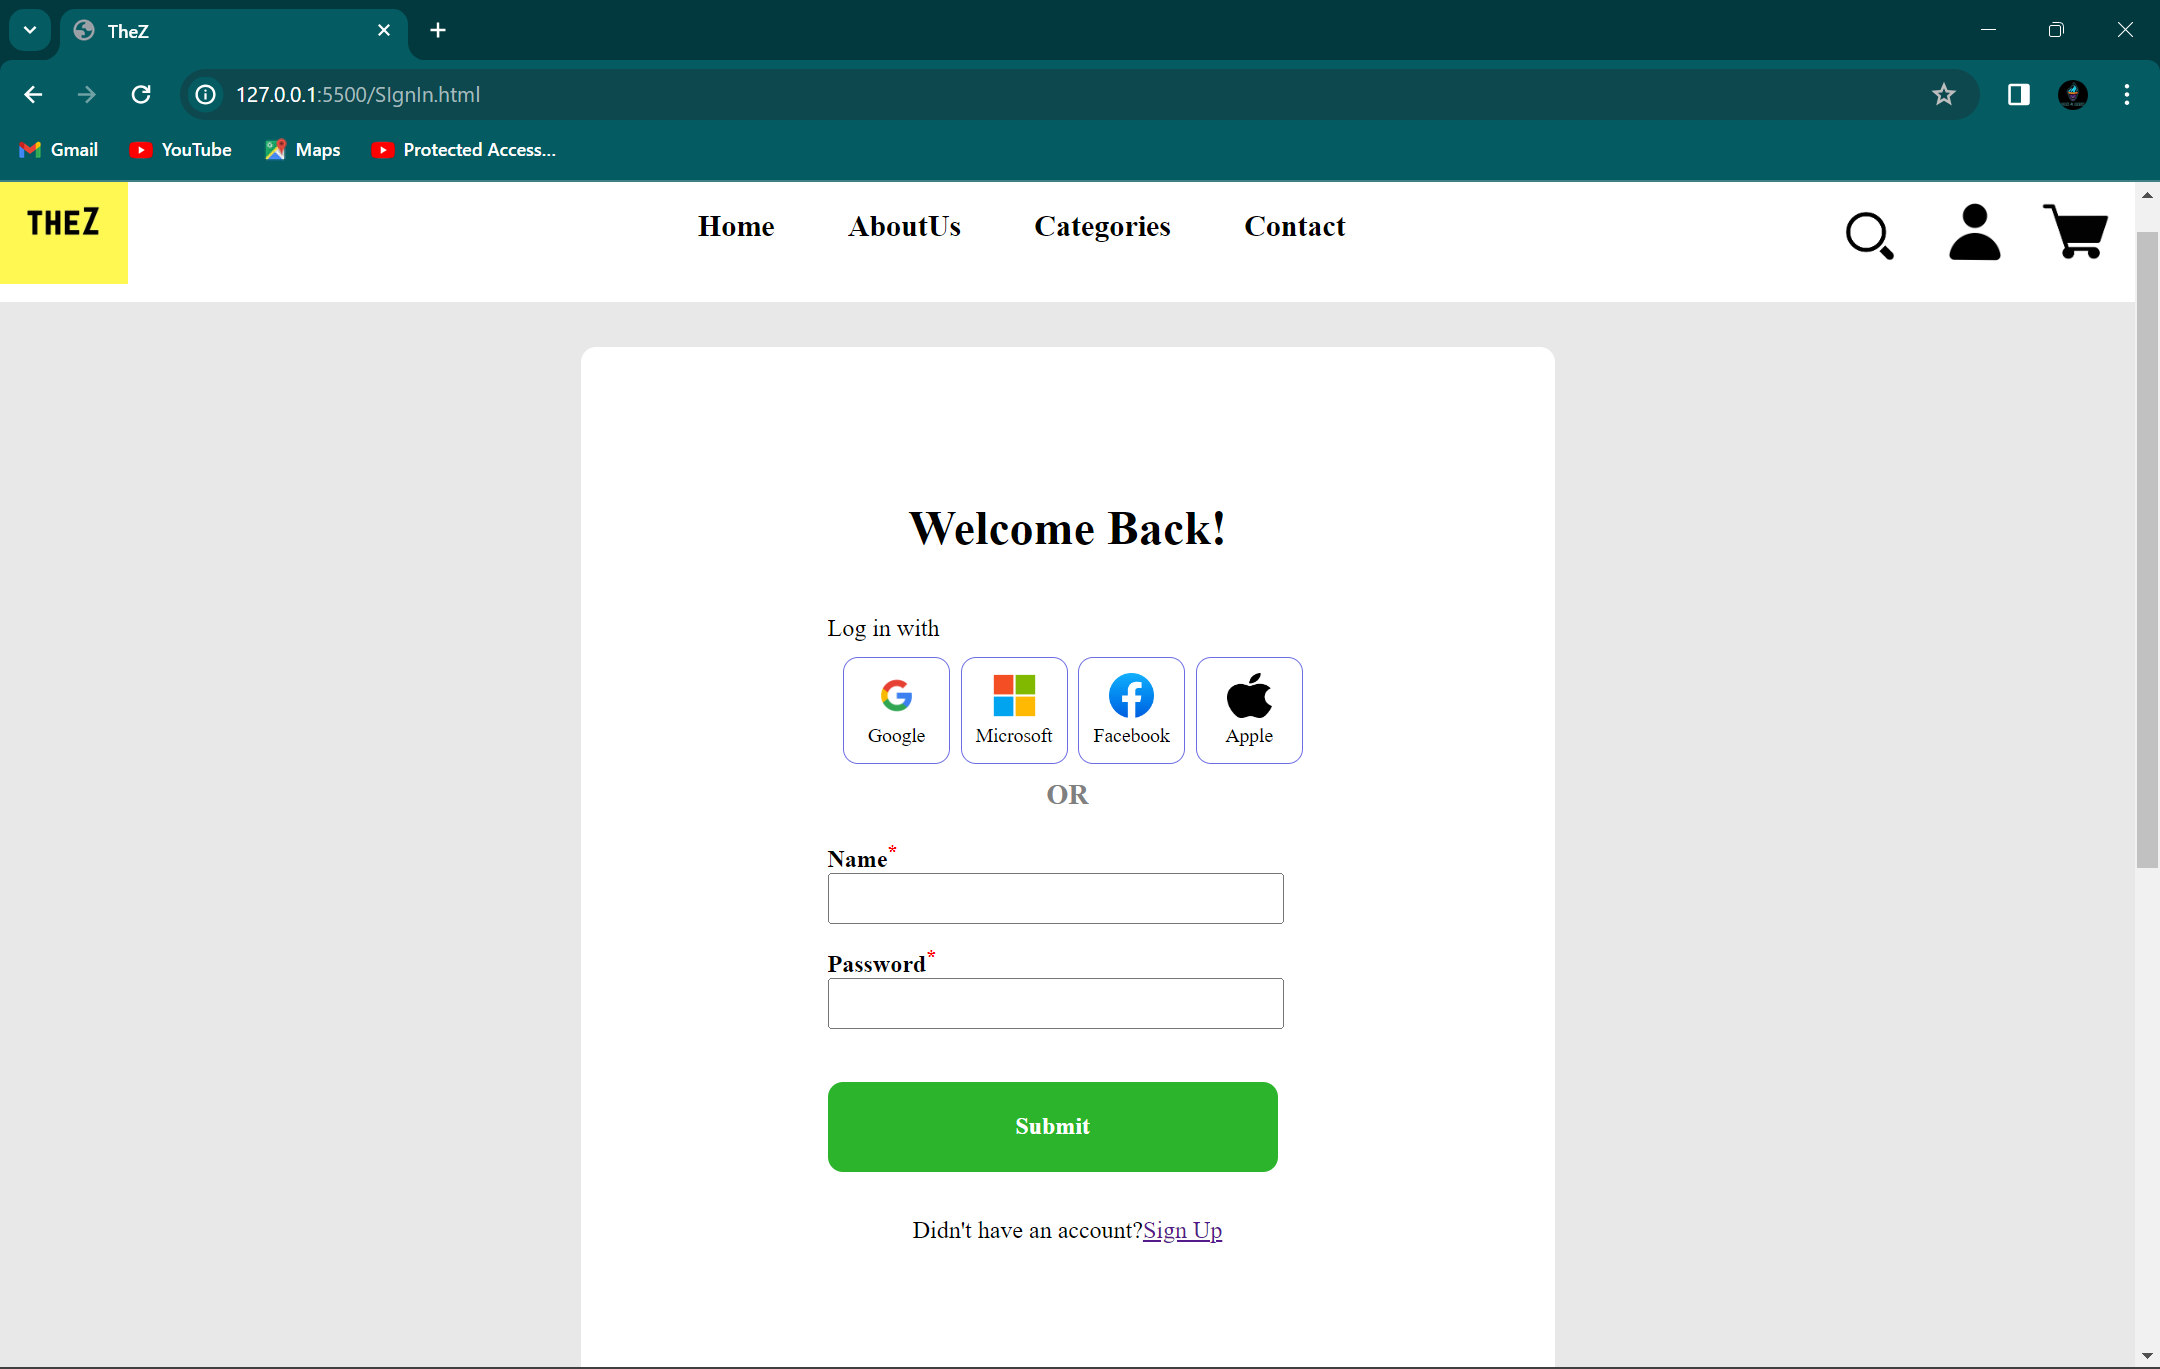 TheZ
127.0.0.1:5500/SIgnIn.html
Gmail YouTube Maps Protected Access...
THEZ Home AboutUs Categories Contact
Welcome Back!
Log in with
Google Microsoft Facebook Apple
OR
Name*
Password*
Submit
Didn't have an account?Sign Up